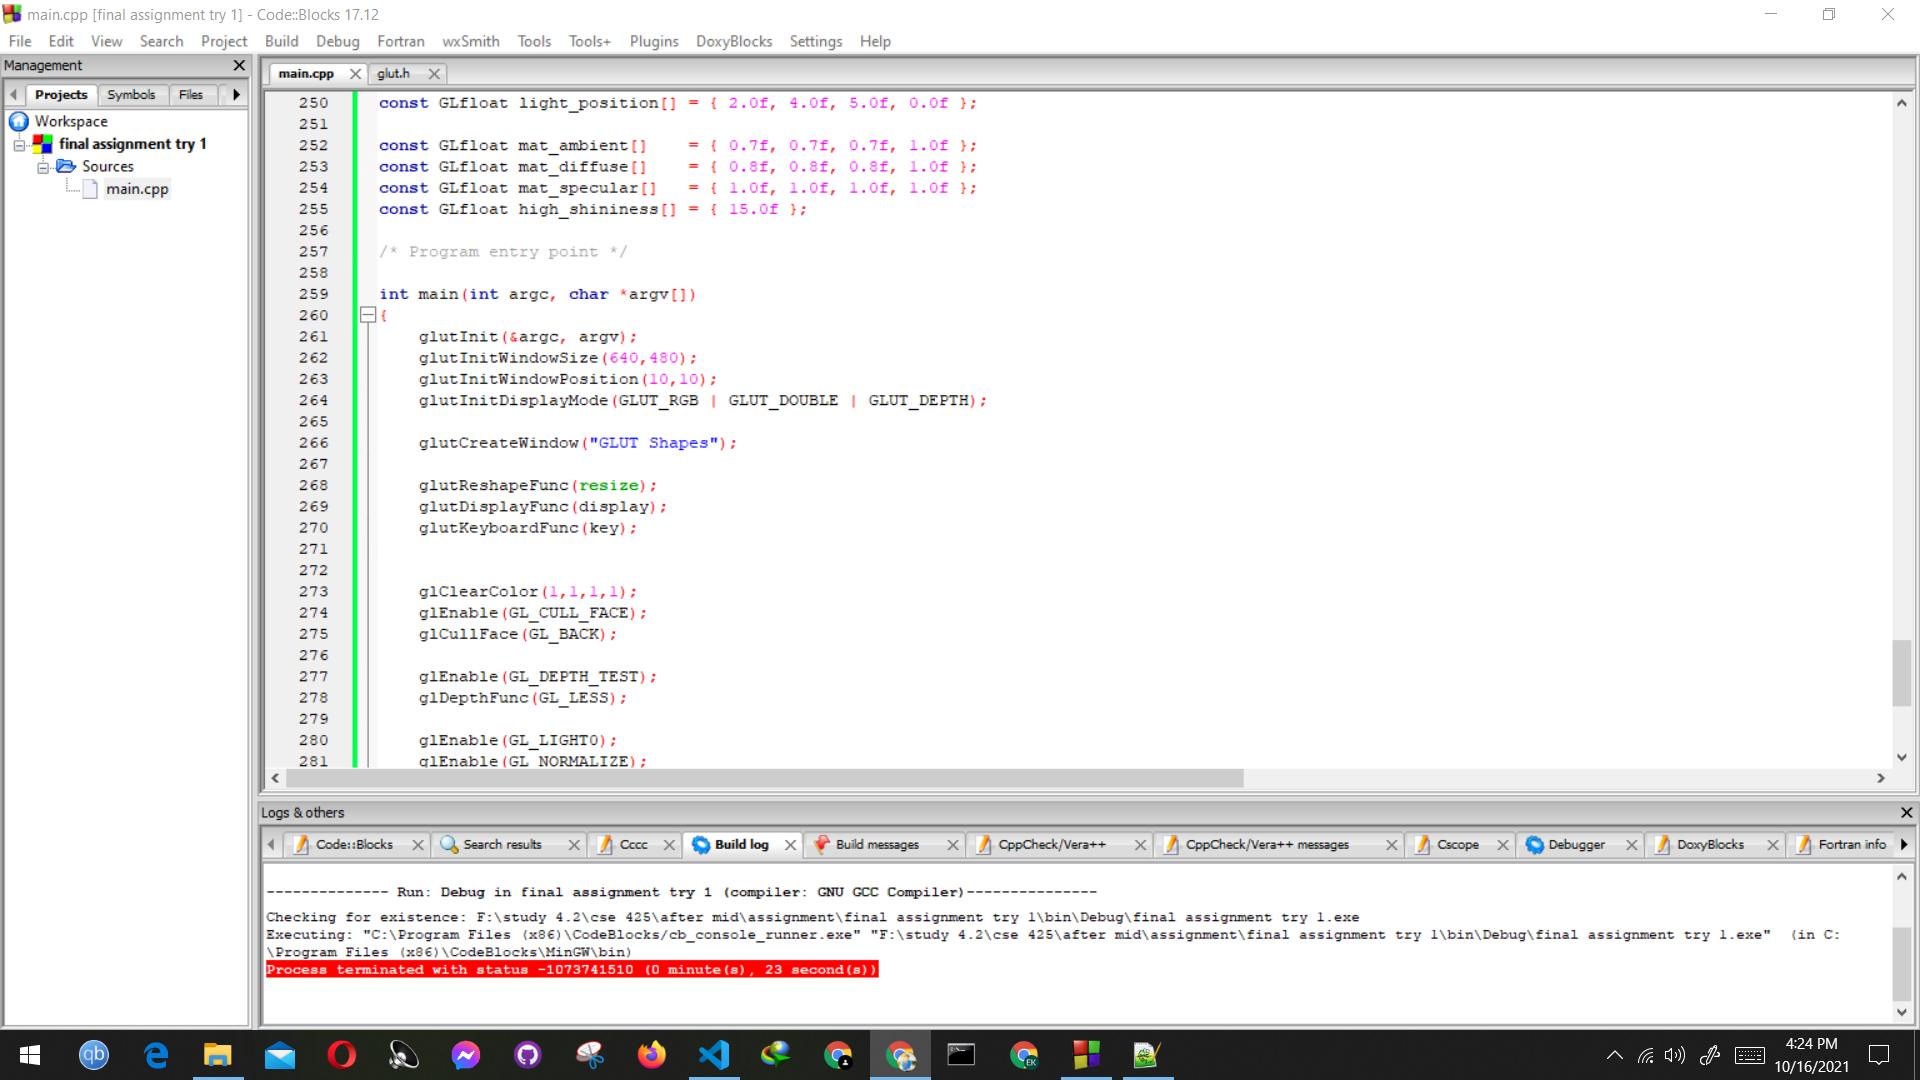 main.cpp [final assignment try 1] - Code::Blocks 17.12
File Edit View Search Project Build Debug Fortran wxSmith Tools Tools+ Plugins DoxyBlocks Settings Help
Management
Projects Symbols Files
Workspace
final assignment try 1
Sources
main.cpp
main.cpp glut.h
250 const GLfloat light_position[] = { 2.0f, 4.0f, 5.0f, 0.0f };
251
252 const GLfloat mat_ambient[]    = { 0.7f, 0.7f, 0.7f, 1.0f };
253 const GLfloat mat_diffuse[]    = { 0.8f, 0.8f, 0.8f, 1.0f };
254 const GLfloat mat_specular[]   = { 1.0f, 1.0f, 1.0f, 1.0f };
255 const GLfloat high_shininess[] = { 15.0f };
256
257 /* Program entry point */
258
259 int main(int argc, char *argv[])
260 {
261     glutInit(&argc, argv);
262     glutInitWindowSize(640,480);
263     glutInitWindowPosition(10,10);
264     glutInitDisplayMode(GLUT_RGB | GLUT_DOUBLE | GLUT_DEPTH);
265
266     glutCreateWindow("GLUT Shapes");
267
268     glutReshapeFunc(resize);
269     glutDisplayFunc(display);
270     glutKeyboardFunc(key);
271
272
273     glClearColor(1,1,1,1);
274     glEnable(GL_CULL_FACE);
275     glCullFace(GL_BACK);
276
277     glEnable(GL_DEPTH_TEST);
278     glDepthFunc(GL_LESS);
279
280     glEnable(GL_LIGHT0);
281     glEnable(GL_NORMALIZE);
Logs & others
Code::Blocks Search results Cccc Build log Build messages CppCheck/Vera++ CppCheck/Vera++ messages Cscope Debugger DoxyBlocks Fortran info
-------------- Run: Debug in final assignment try 1 (compiler: GNU GCC Compiler)---------------
Checking for existence: F:\study 4.2\cse 425\after mid\assignment\final assignment try 1\bin\Debug\final assignment try 1.exe
Executing: "C:\Program Files (x86)\CodeBlocks/cb_console_runner.exe" "F:\study 4.2\cse 425\after mid\assignment\final assignment try 1\bin\Debug\final assignment try 1.exe"  (in C:
\Program Files (x86)\CodeBlocks\MinGW\bin)
Process terminated with status -1073741510 (0 minute(s), 23 second(s))
qb
EK
4:24 PM
10/16/2021